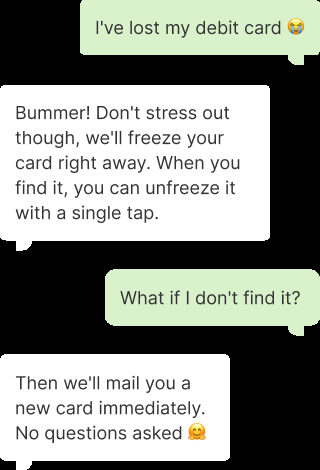 I've lost my debit card 😭
Bummer! Don't stress out
though, we'll freeze your
card right away. When you
find it, you can unfreeze it
with a single tap.
What if I don't find it?
Then we'll mail you a
new card immediately.
No questions asked 🤗